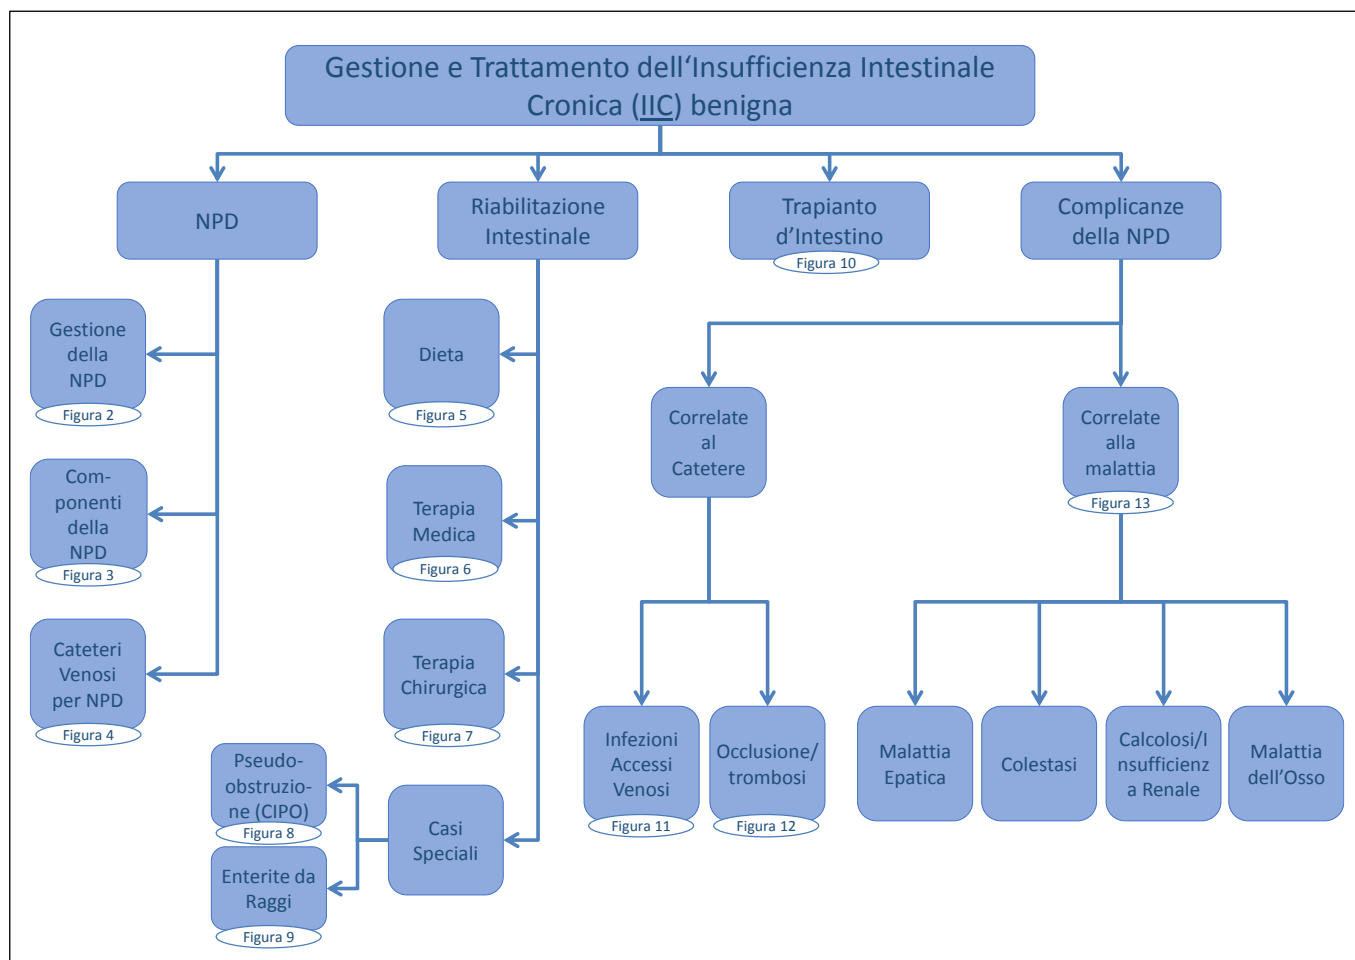 Gestione e Trattamento dell‘Insufficienza Intestinale
Cronica (IIC) benigna
NPD
Riabilitazione
Intestinale
Trapianto
d’Intestino
Figura 10
Complicanze
della NPD
Gestione
della
NPD
Figura 2
Com-
ponenti
della
NPD
Figura 3
Cateteri
Venosi
per NPD
Figura 4
Dieta
Figura 5
Terapia
Medica
Figura 6
Terapia
Chirurgica
Figura 7
Casi
Speciali
Pseudo-
obstruzio-
ne (CIPO)
Figura 8
Enterite da
Raggi
Figura 9
Correlate
al
Catetere
Correlate
alla
malattia
Figura 13
Infezioni
Accessi
Venosi
Figura 11
Occlusione/
trombosi
Figura 12
Malattia
Epatica
Colestasi
Calcolosi/I
nsufficienz
a Renale
Malattia
dell’Osso